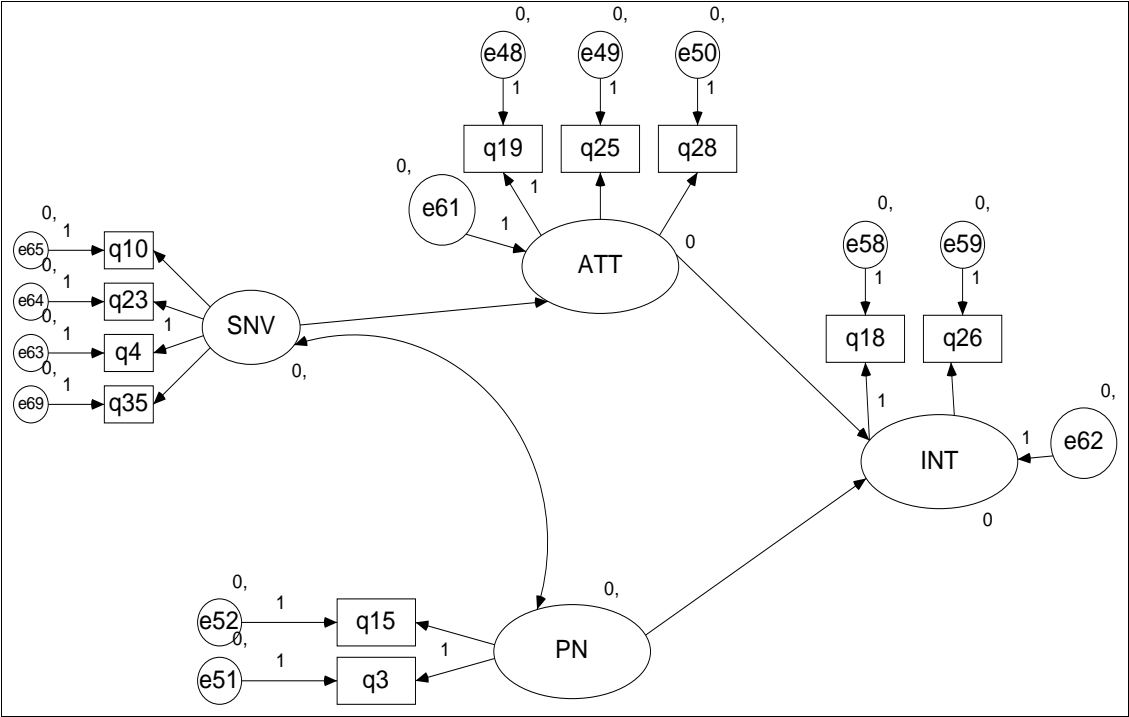 0, 0, 0,
e48 e49 e50
1 1 1
q19 q25 q28
0, 1
e61 1
ATT 0
0, 0,
e58 e59
1 1
q18 q26
1
0,
INT 1 e62
0
0,
e65 1 q10
0,
e64 1 q23
0,
e63 1 q4 1
0,
e69 1 q35
SNV
0,
0,
e52 1 q15
0,
e51 1 q3 1
0,
PN